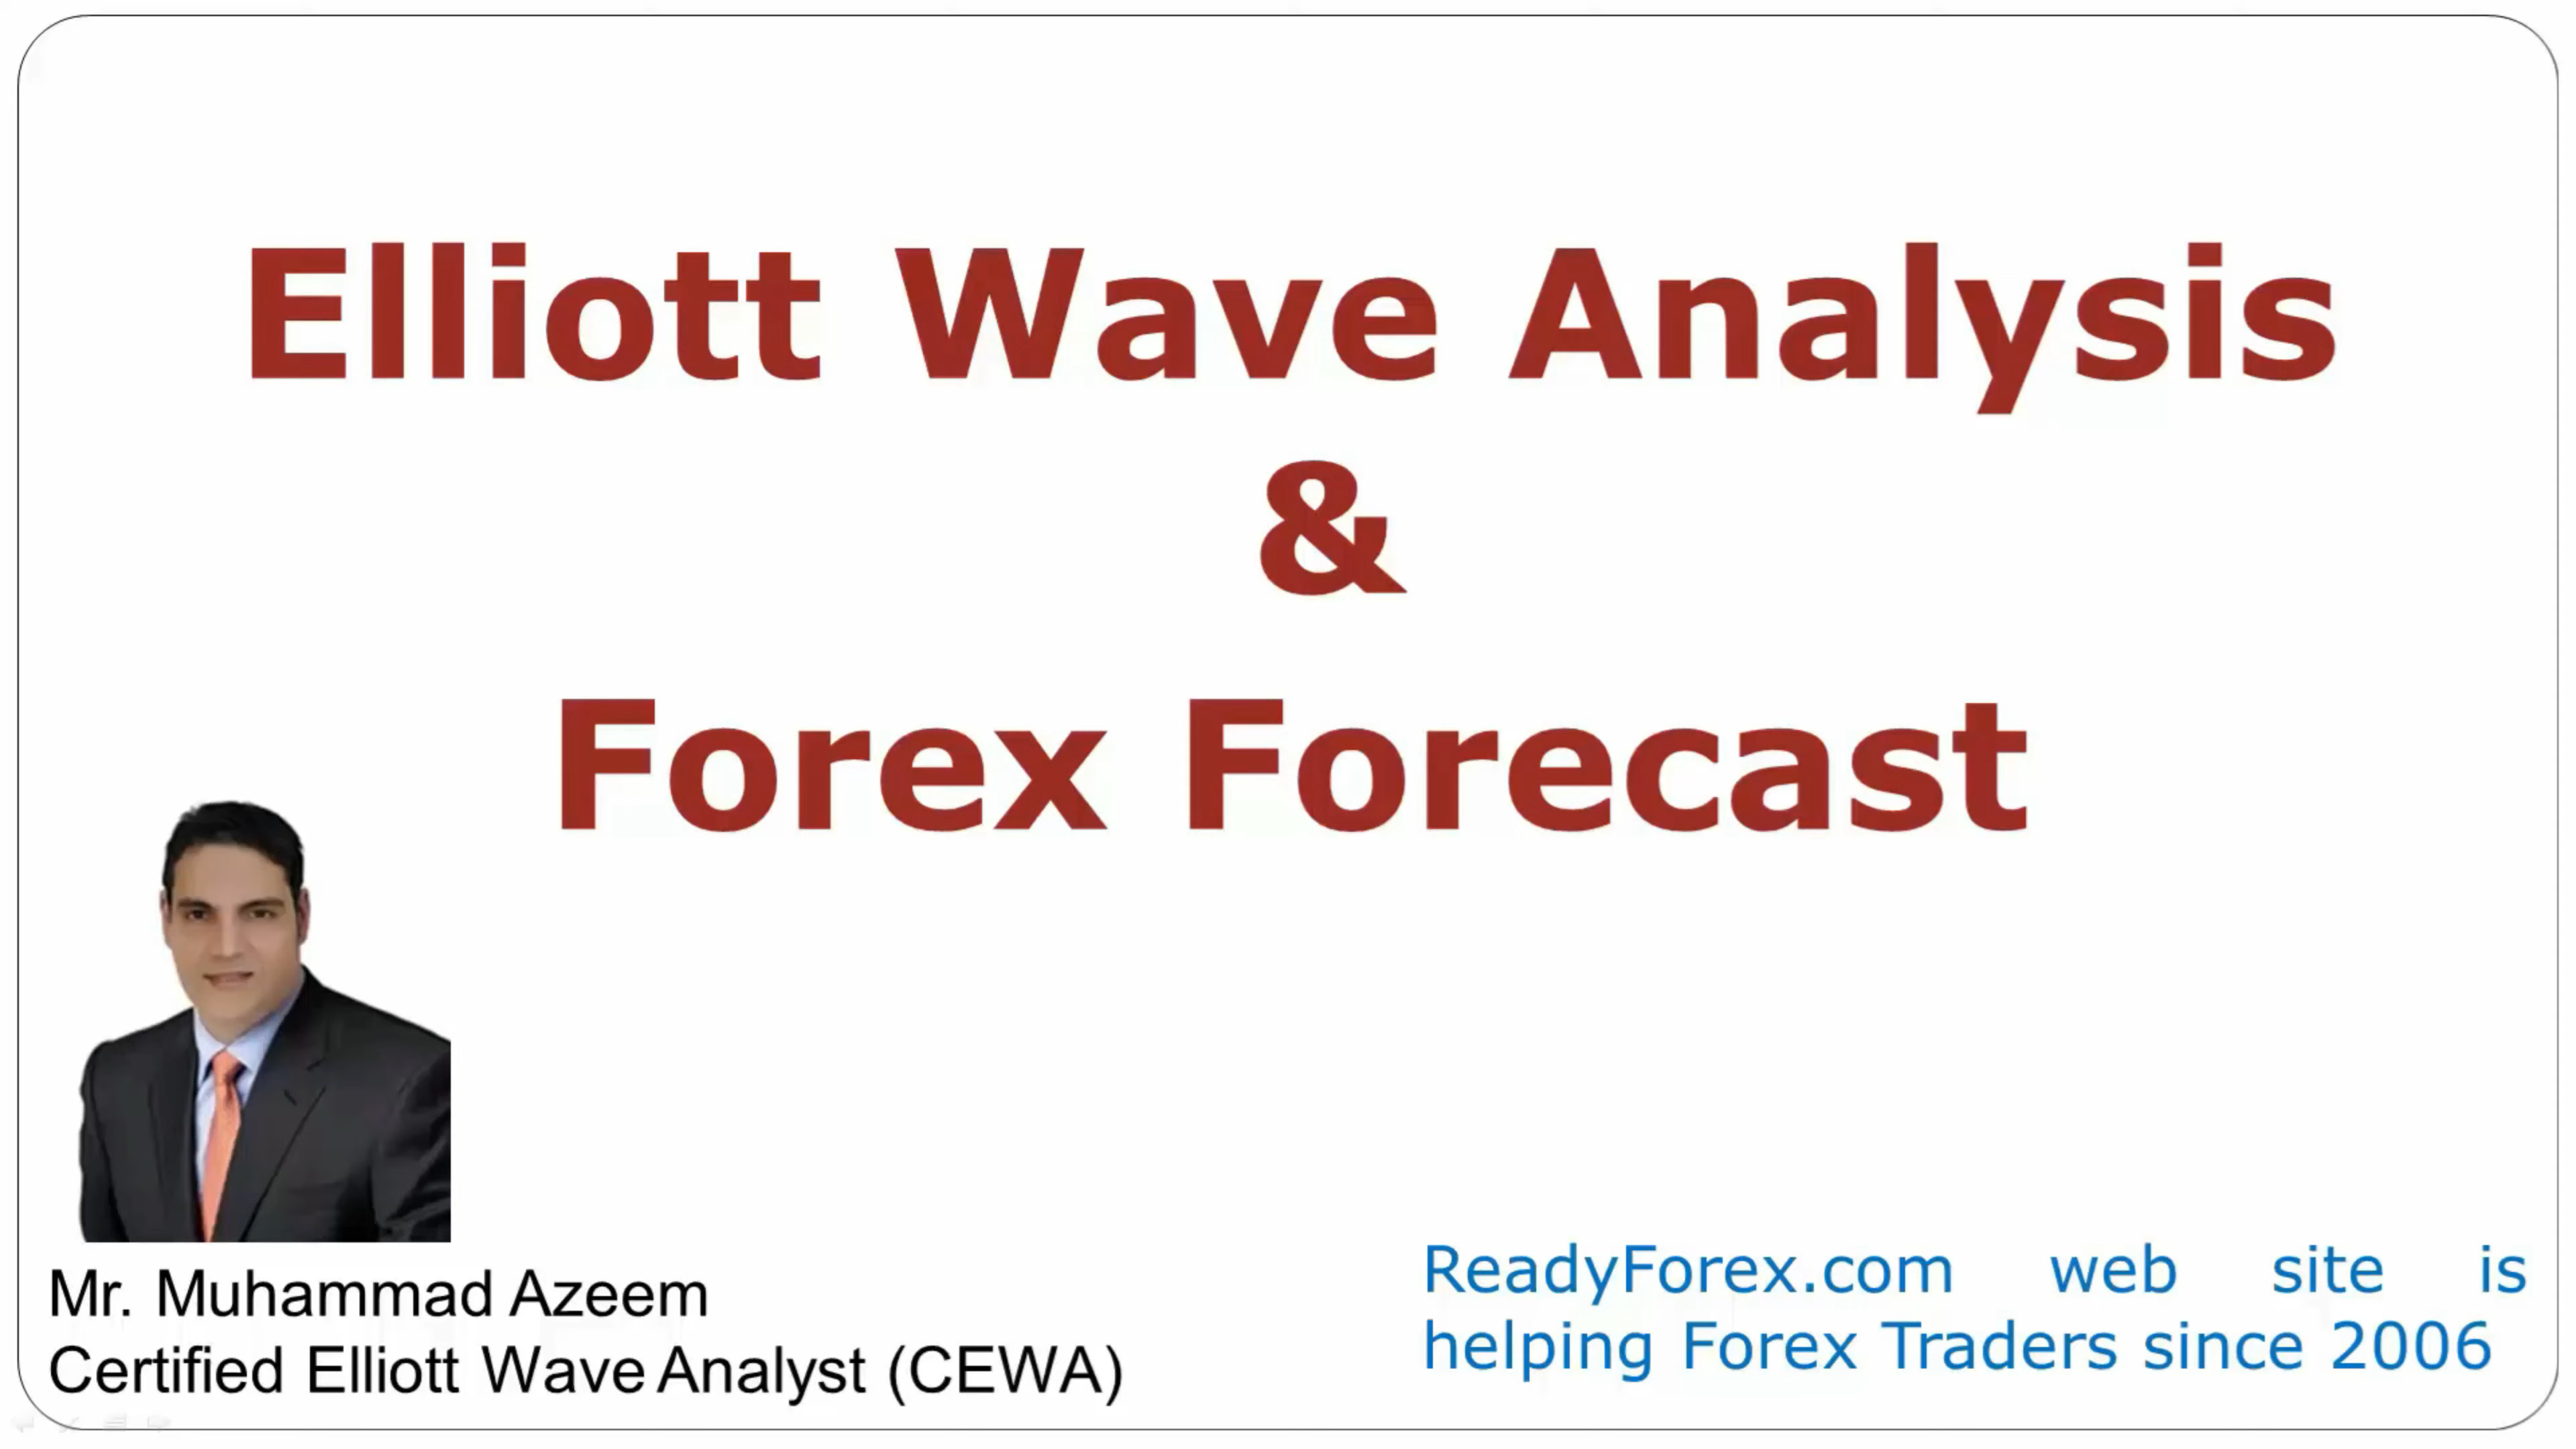 Elliott Wave Analysis
&
Forex Forecast
Mr. Muhammad Azeem
Certified Elliott Wave Analyst (CEWA)
ReadyForex.com web site is
helping Forex Traders since 2006